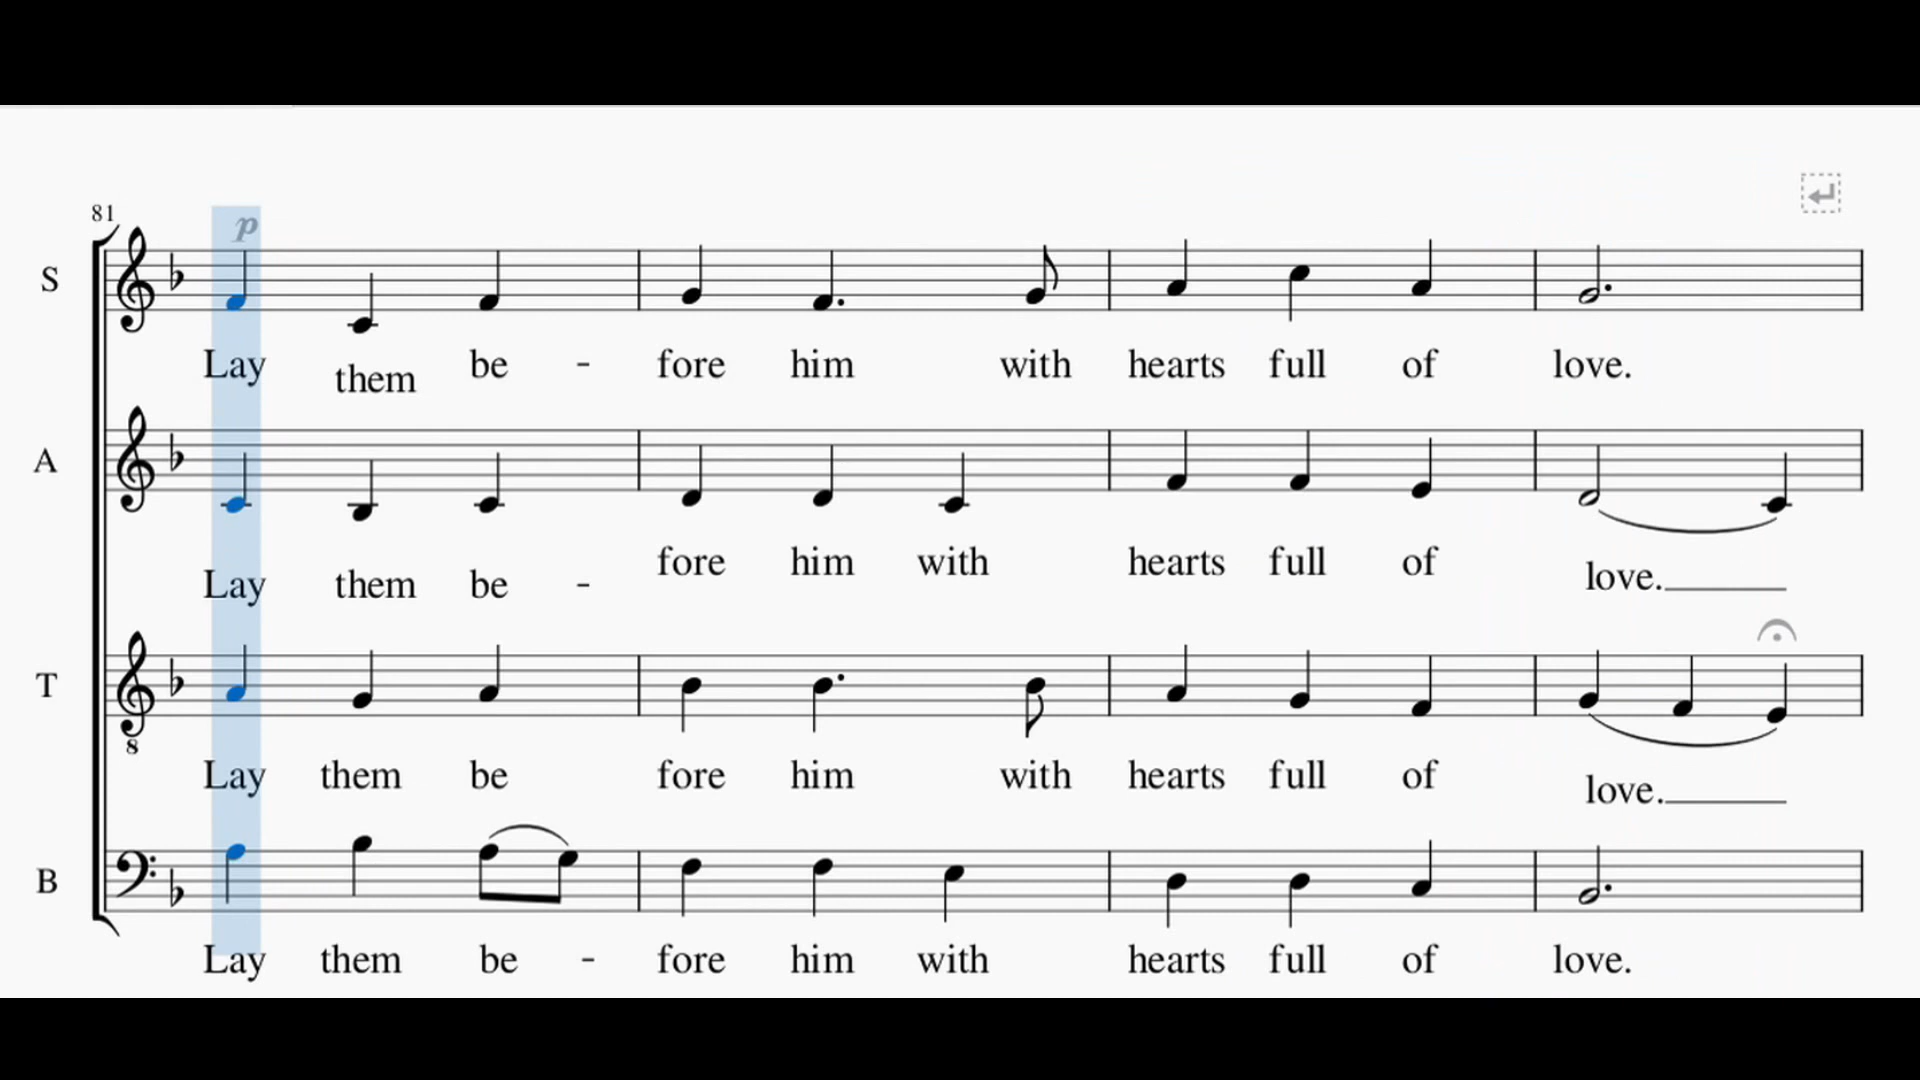 81
p
S
Lay them be - fore him with hearts full of love.
A
Lay them be - fore him with hearts full of love.
T
8
Lay them be fore him with hearts full of love.
B
Lay them be - fore him with hearts full of love.